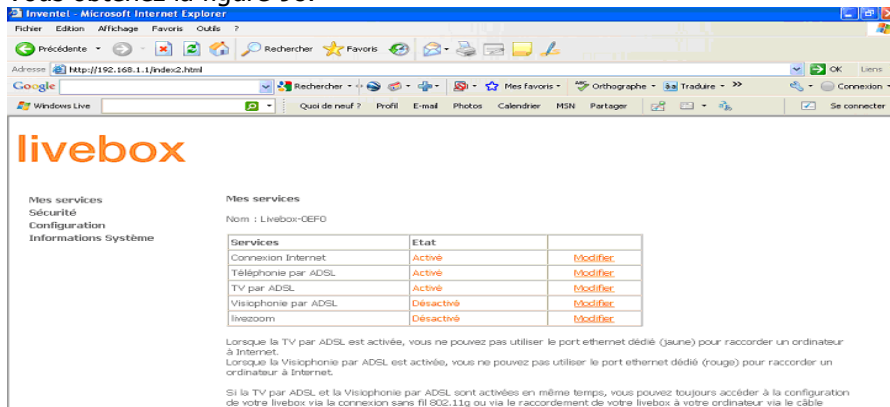 Inventel - Microsoft Internet Explorer
Fichier Edition Affichage Favoris Outils ?
Précédente Rechercher Favoris
Adresse http://192.168.1.1/index2.html OK Liens
Google Rechercher Mes favoris Orthographe Traduire Connexion
Windows Live Quoi de neuf ? Profil E-mail Photos Calendrier MSN Partager Se connecter
livebox
Mes services
Sécurité
Configuration
Informations Système
Mes services
Nom : Livebox-0EF0
Services Etat
Connexion Internet Activé Modifier
Téléphonie par ADSL Activé Modifier
TV par ADSL Activé Modifier
Visiophonie par ADSL Désactivé Modifier
livezoom Désactivé Modifier
Lorsque la TV par ADSL est activée, vous ne pouvez pas utiliser le port ethernet dédié (jaune) pour raccorder un ordinateur
à Internet.
Lorsque la Visiophonie par ADSL est activée, vous ne pouvez pas utiliser le port ethernet dédié (rouge) pour raccorder un
ordinateur à Internet.
Si la TV par ADSL et la Visiophonie par ADSL sont activées en même temps, vous pouvez toujours accéder à la configuration
de votre livebox via la connexion sans fil 802.11g ou via le raccordement de votre livebox à votre ordinateur via le câble